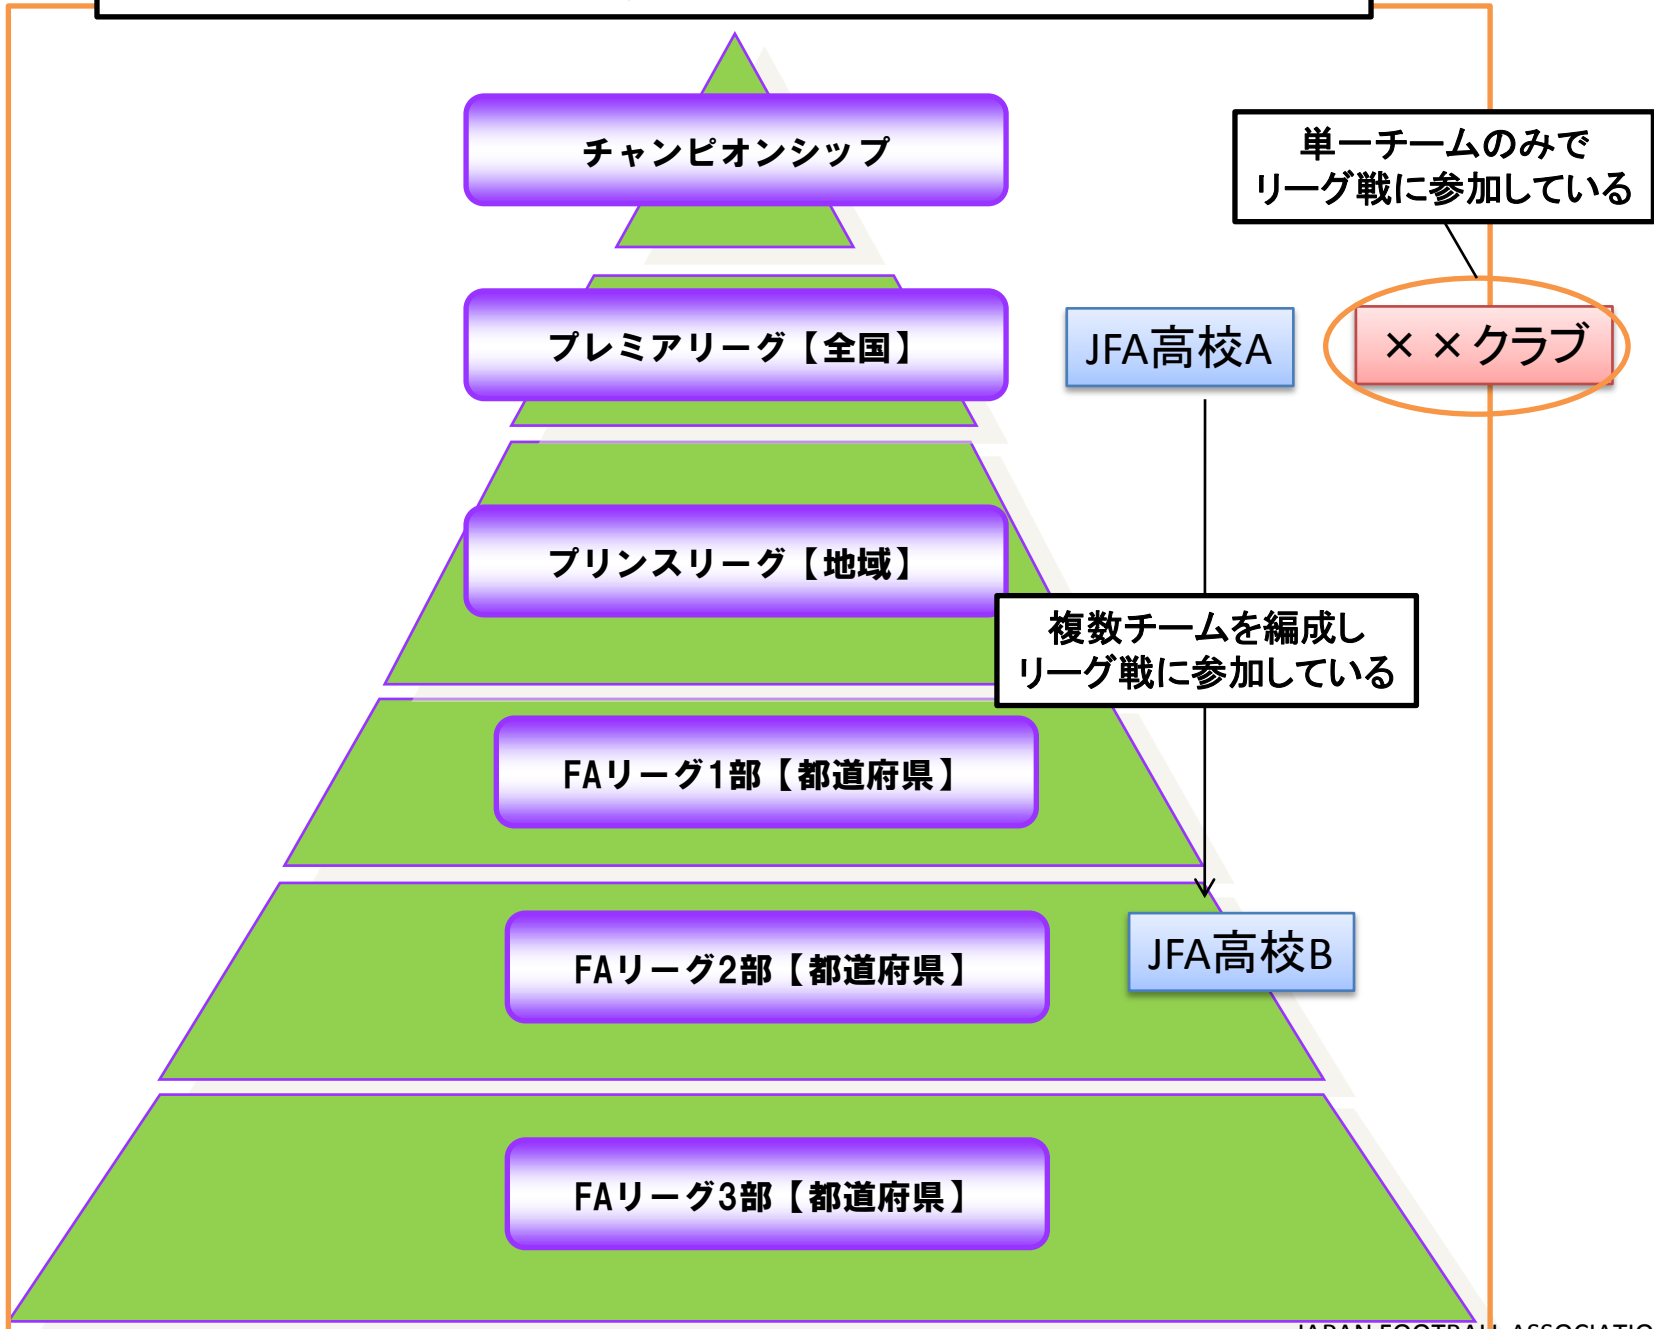 チャンピオンシップ
単一チームのみで
リーグ戦に参加している
プレミアリーグ【全国】
JFA高校A
××クラブ
プリンスリーグ【地域】
複数チームを編成し
リーグ戦に参加している
FAリーグ1部【都道府県】
FAリーグ2部【都道府県】
JFA高校B
FAリーグ3部【都道府県】
JAPAN FOOTBALL ASSOCIATIO